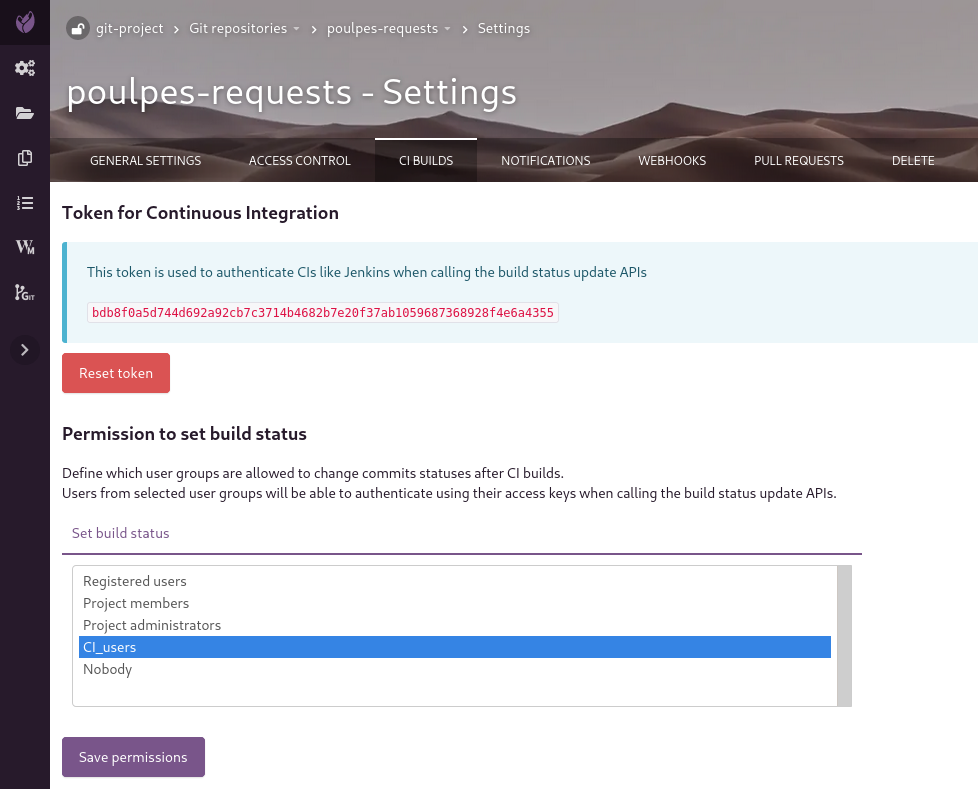 git-project > Git repositories > poulpes-requests > Settings
poulpes-requests - Settings
GENERAL SETTINGS ACCESS CONTROL CI BUILDS NOTIFICATIONS WEBHOOKS PULL REQUESTS DELETE
Token for Continuous Integration
This token is used to authenticate CIs like Jenkins when calling the build status update APIs
bdb8f0a5d744d692a92cb7c3714b4682b7e20f37ab1059687368928f4e6a4355
Reset token
Permission to set build status
Define which user groups are allowed to change commits statuses after CI builds.
Users from selected user groups will be able to authenticate using their access keys when calling the build status update APIs.
Set build status
Registered users
Project members
Project administrators
CI_users
Nobody
Save permissions
WM
GIT